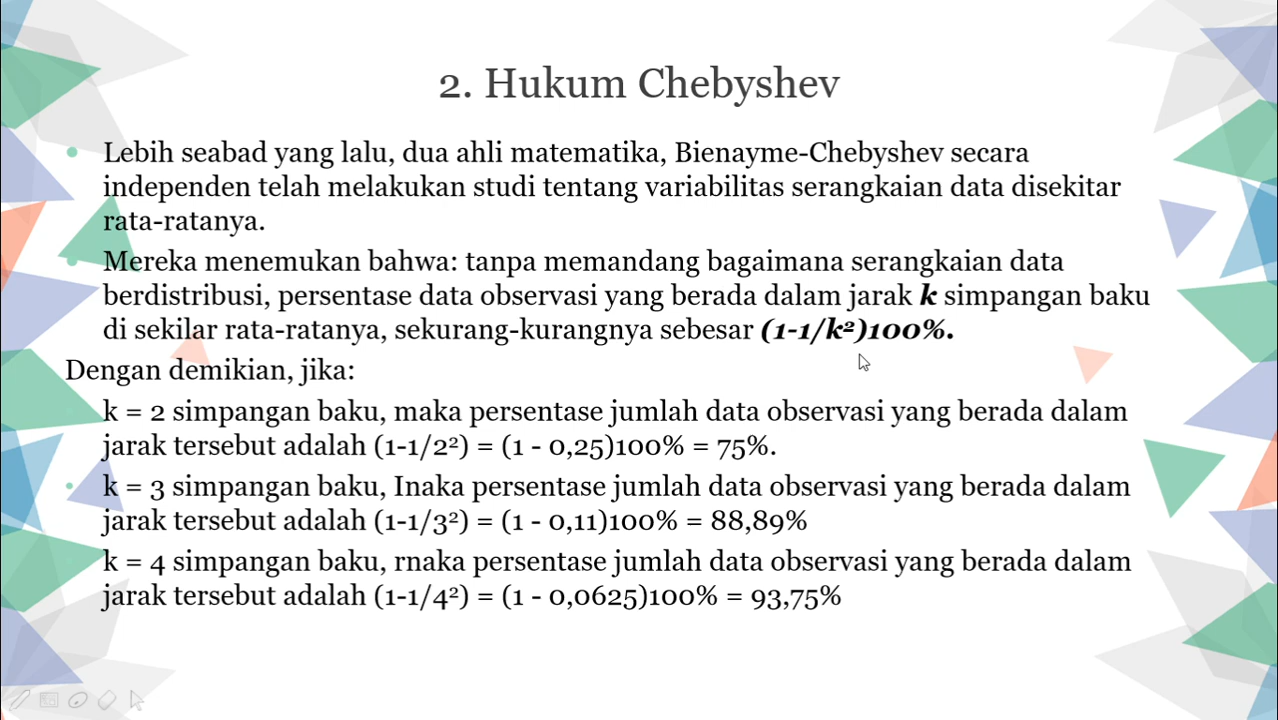 2. Hukum Chebyshev
Lebih seabad yang lalu, dua ahli matematika, Bienayme-Chebyshev secara
independen telah melakukan studi tentang variabilitas serangkaian data disekitar
rata-ratanya.
Mereka menemukan bahwa: tanpa memandang bagaimana serangkaian data
berdistribusi, persentase data observasi yang berada dalam jarak k simpangan baku
di sekilar rata-ratanya, sekurang-kurangnya sebesar (1-1/k²)100%.
Dengan demikian, jika:
k = 2 simpangan baku, maka persentase jumlah data observasi yang berada dalam
jarak tersebut adalah (1-1/2²) = (1 - 0,25)100% = 75%.
k = 3 simpangan baku, Inaka persentase jumlah data observasi yang berada dalam
jarak tersebut adalah (1-1/3²) = (1 - 0,11)100% = 88,89%
k = 4 simpangan baku, rnaka persentase jumlah data observasi yang berada dalam
jarak tersebut adalah (1-1/4²) = (1 - 0,0625)100% = 93,75%